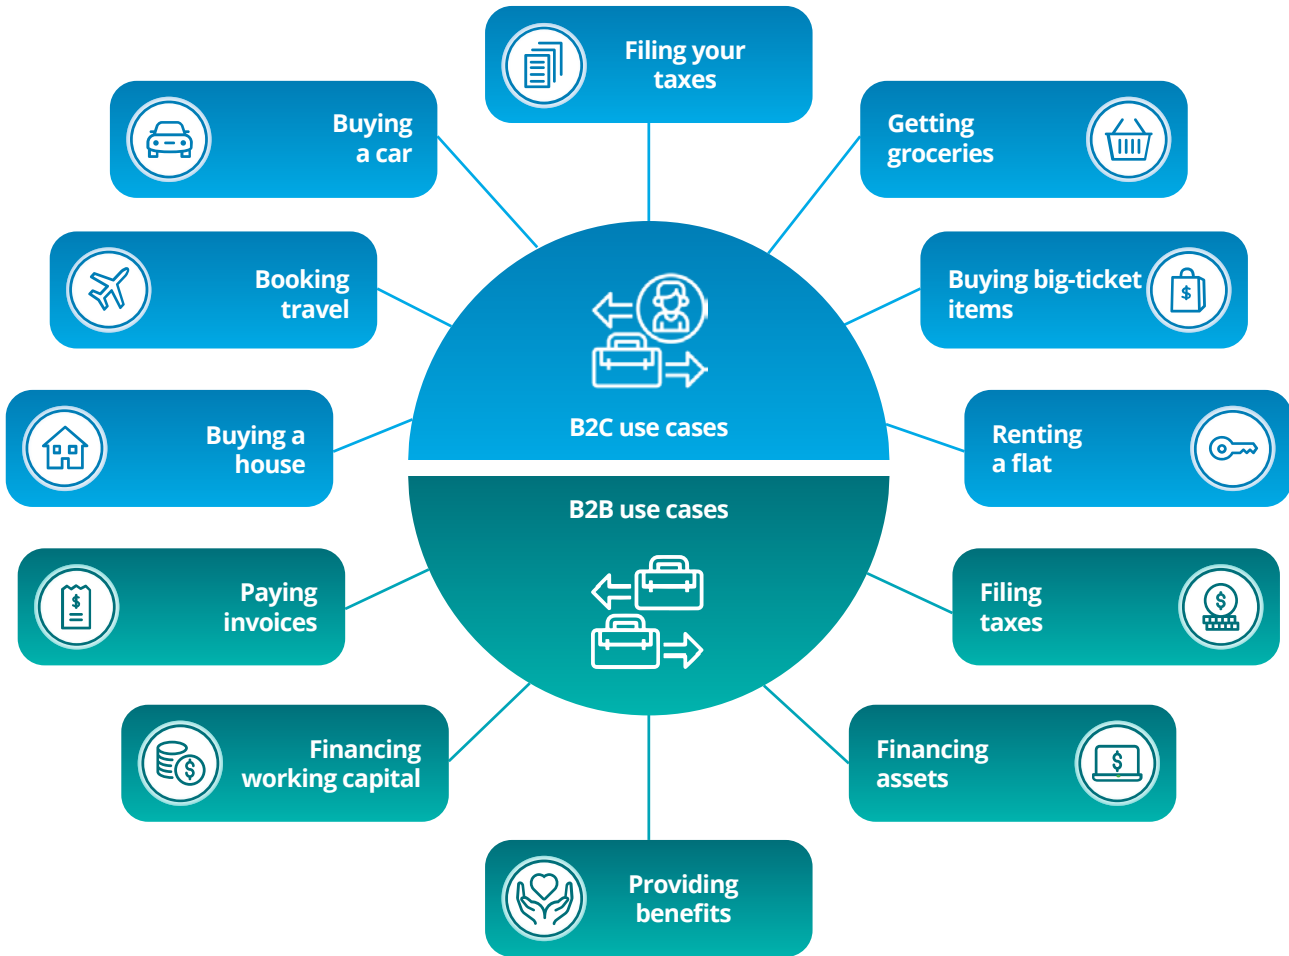 Filing your
taxes
Buying
a car
Getting
groceries
Booking
travel
Buying big-ticket
items
$
Buying a
house
B2C use cases
Renting
a flat
B2B use cases
Paying
invoices
$
Filing
taxes
$
Financing
working capital
$
Financing
assets
$
Providing
benefits